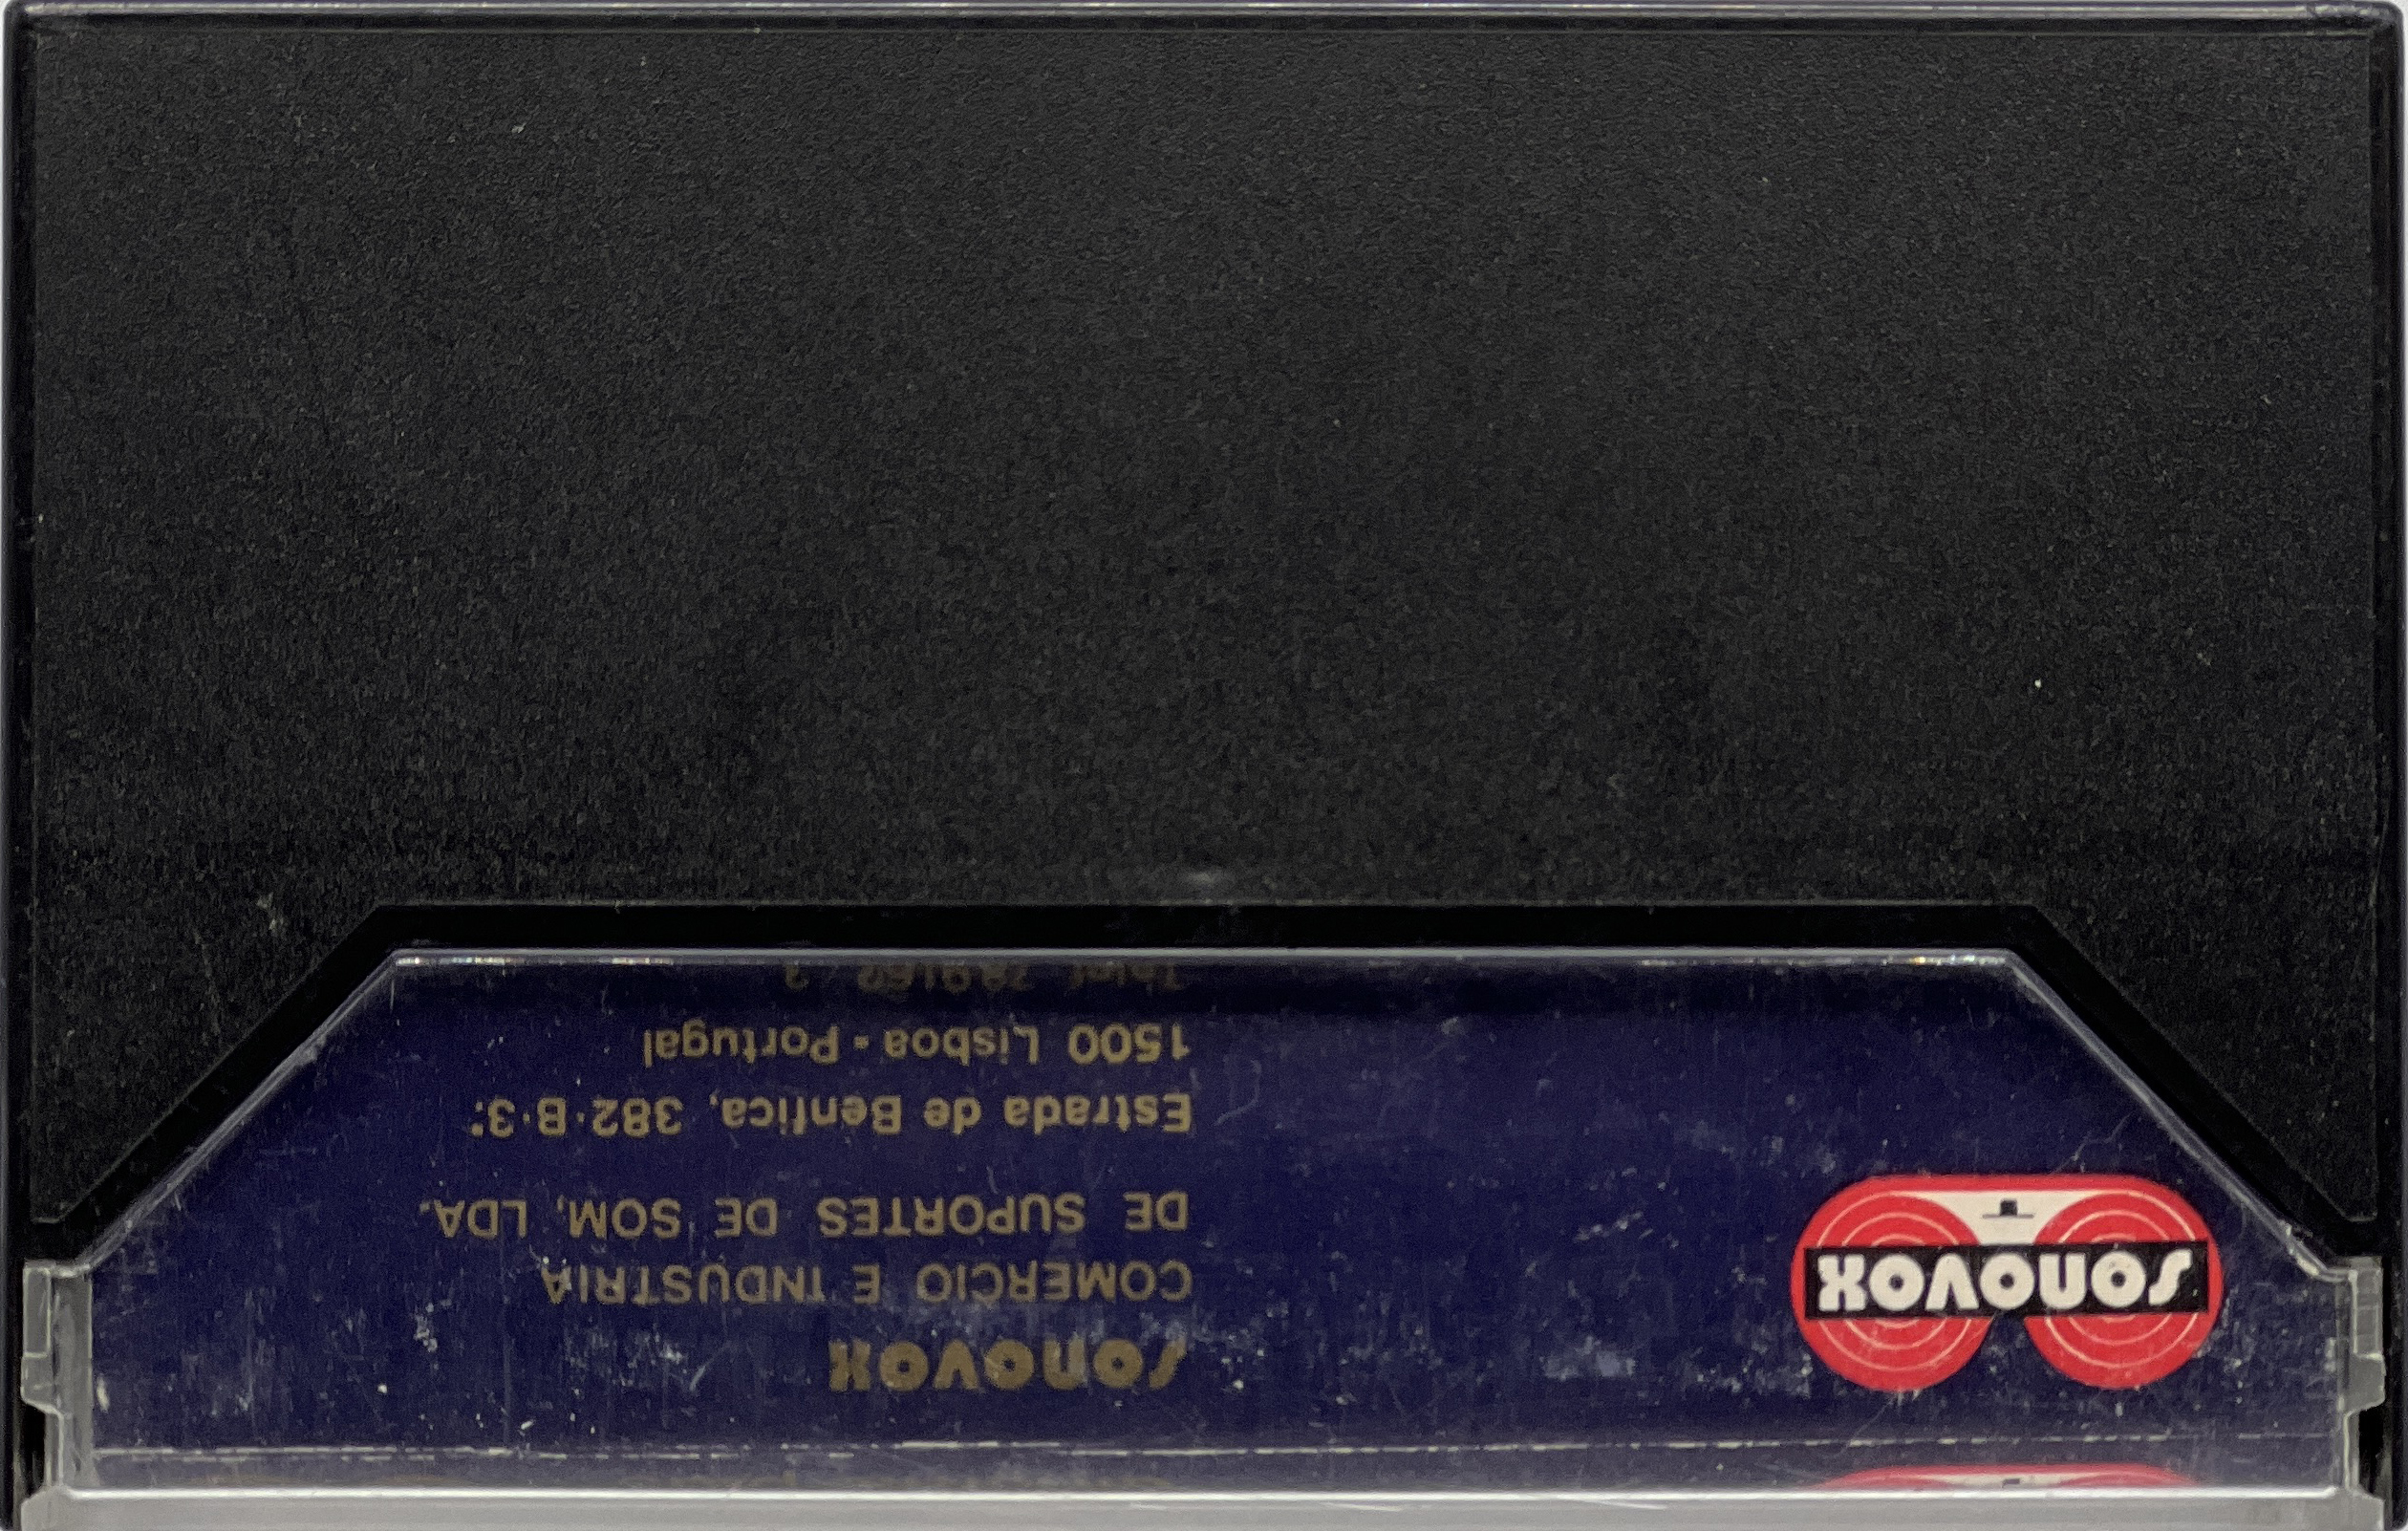 sonovox
COMERCIO E INDUSTRIA
DE SUPORTES DE SOM, LDA.
Estrada de Benfica, 382-B-3.º
1500 Lisboa - Portugal
sonovox